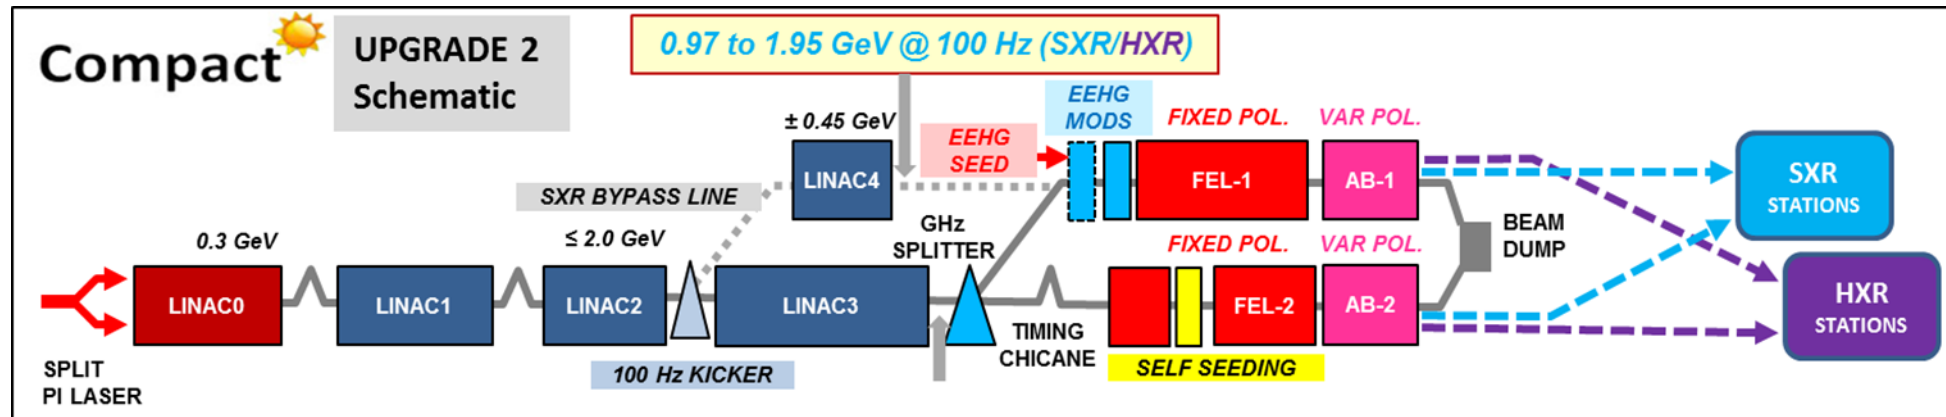 Compact
UPGRADE 2
Schematic
0.97 to 1.95 GeV @ 100 Hz (SXR/HXR)
± 0.45 GeV
EEHG
SEED
EEHG
MODS
FIXED POL.
VAR POL.
LINAC4
FEL-1
AB-1
SXR
STATIONS
SXR BYPASS LINE
0.3 GeV
≤ 2.0 GeV
GHz
SPLITTER
FIXED POL.
VAR POL.
BEAM
DUMP
LINAC0
LINAC1
LINAC2
LINAC3
FEL-2
AB-2
HXR
STATIONS
TIMING
CHICANE
SPLIT
PI LASER
100 Hz KICKER
SELF SEEDING